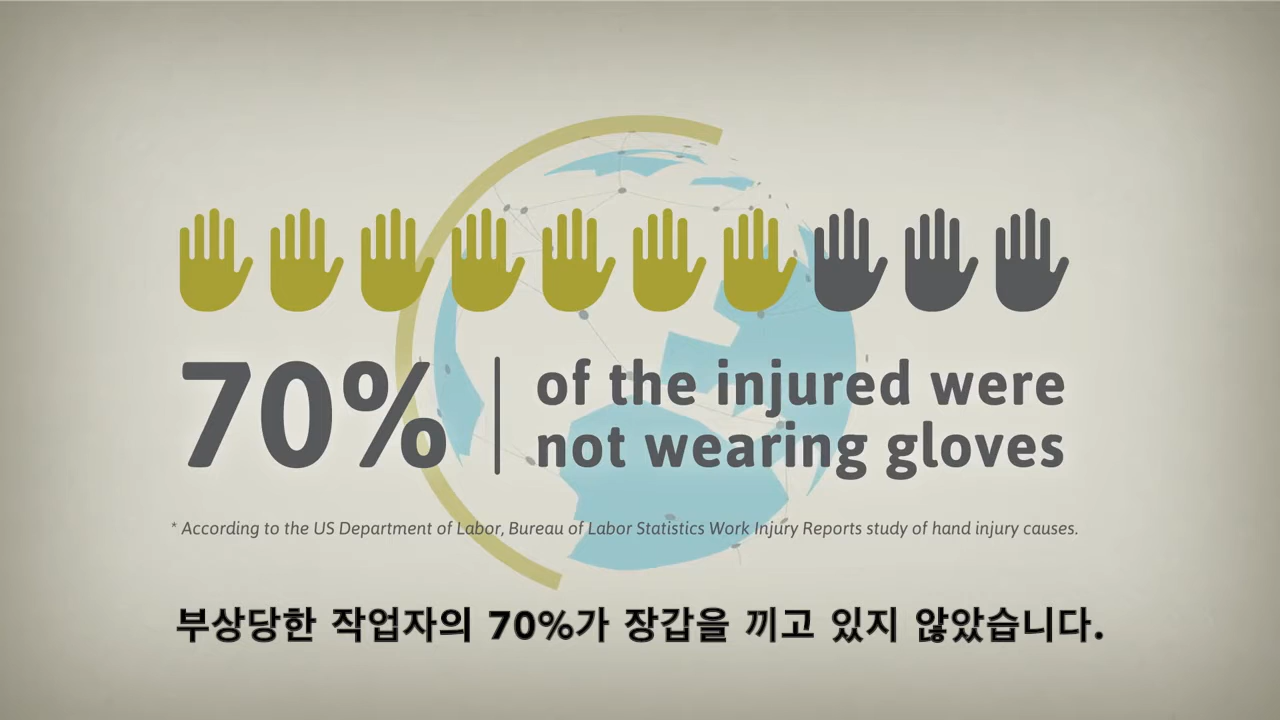 70%
of the injured were
not wearing gloves
* According to the US Department of Labor, Bureau of Labor Statistics Work Injury Reports study of hand injury causes.
부상당한 작업자의 70%가 장갑을 끼고 있지 않았습니다.